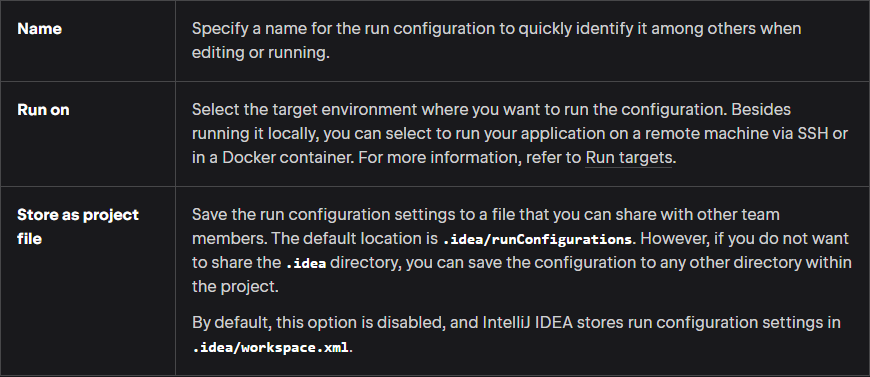 Name
Specify a name for the run configuration to quickly identify it among others when
editing or running.
Run on
Select the target environment where you want to run the configuration. Besides
running it locally, you can select to run your application on a remote machine via SSH or
in a Docker container. For more information, refer to Run targets.
Store as project
file
Save the run configuration settings to a file that you can share with other team
members. The default location is .idea/runConfigurations. However, if you do not want
to share the .idea directory, you can save the configuration to any other directory within
the project.
By default, this option is disabled, and IntelliJ IDEA stores run configuration settings in
.idea/workspace.xml.